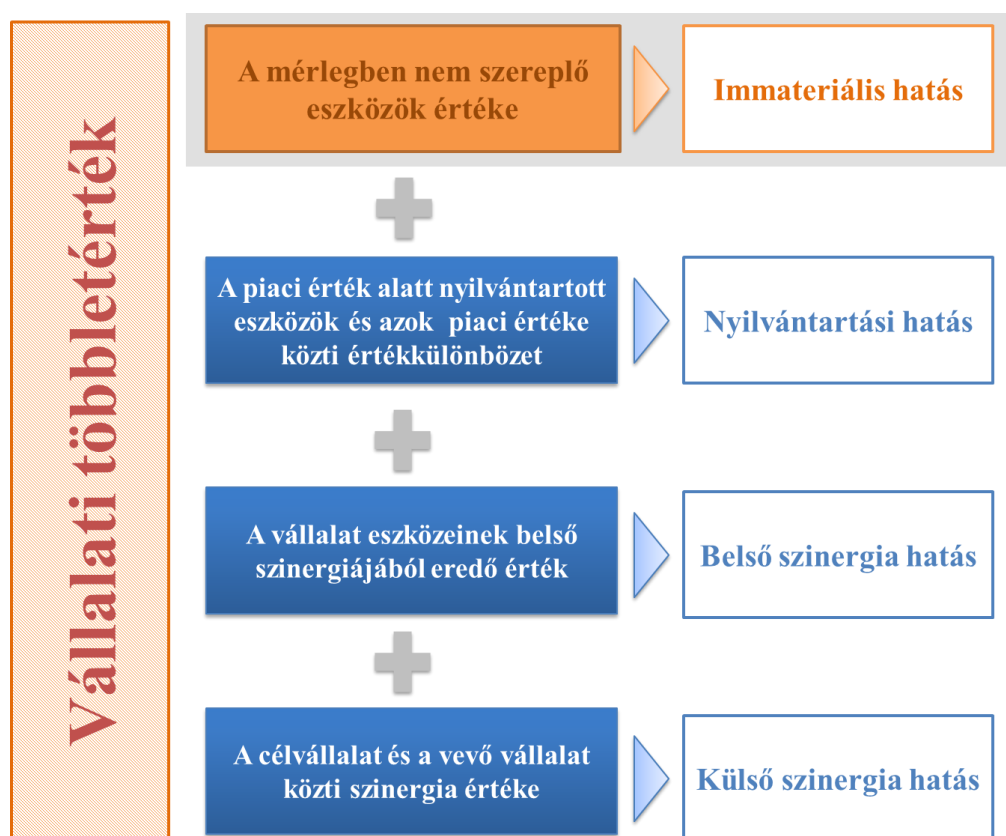 Vállalati többletérték
A mérlegben nem szereplő
eszközök értéke
Immateriális hatás
A piaci érték alatt nyilvántartott
eszközök és azok piaci értéke
közti értékkülönbözet
Nyilvántartási hatás
A vállalat eszközeinek belső
szinergiájából eredő érték
Belső szinergia hatás
A célvállalat és a vevő vállalat
közti szinergia értéke
Külső szinergia hatás